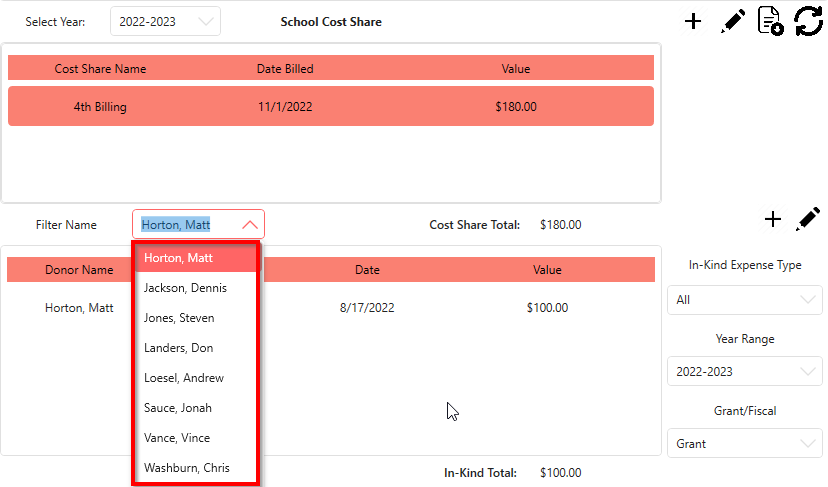 Select Year: 2022-2023 School Cost Share
Cost Share Name Date Billed Value
4th Billing 11/1/2022 $180.00
Filter Name Horton, Matt Cost Share Total: $180.00
Donor Name Date Value
Horton, Matt 8/17/2022 $100.00
Horton, Matt
Jackson, Dennis
Jones, Steven
Landers, Don
Loesel, Andrew
Sauce, Jonah
Vance, Vince
Washburn, Chris
In-Kind Expense Type
All
Year Range
2022-2023
Grant/Fiscal
Grant
In-Kind Total: $100.00